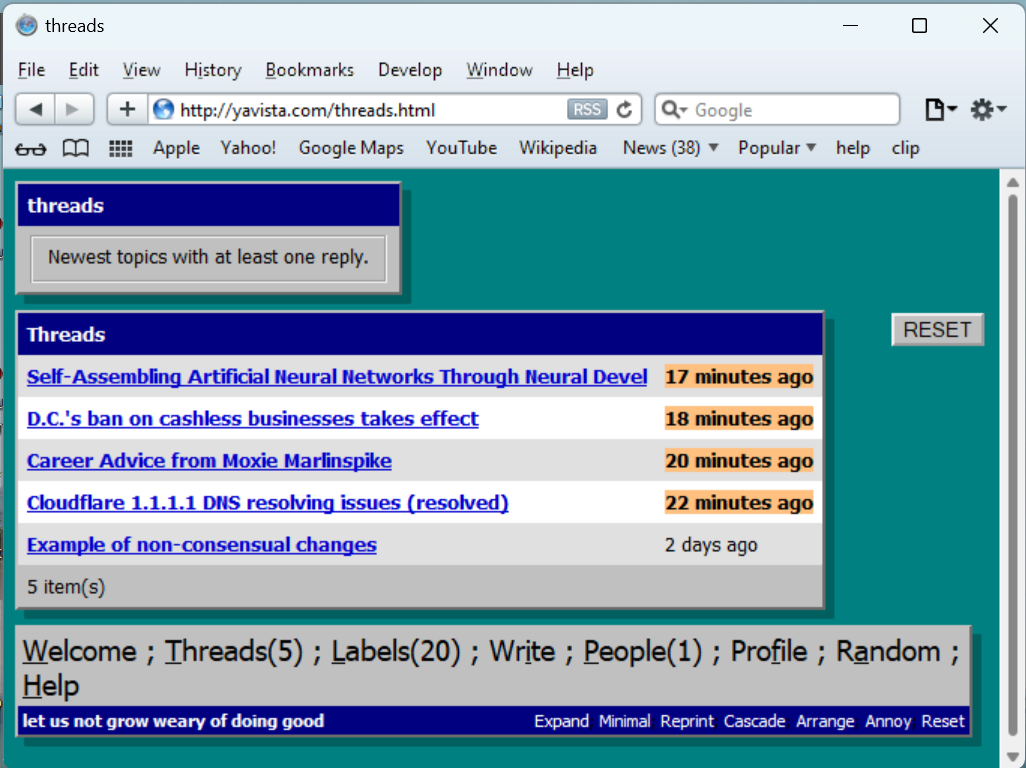 threads
File Edit View History Bookmarks Develop Window Help
http://yavista.com/threads.html RSS Google
Apple Yahoo! Google Maps YouTube Wikipedia News (38) Popular help clip
threads
Newest topics with at least one reply.
Threads
RESET
Self-Assembling Artificial Neural Networks Through Neural Devel 17 minutes ago
D.C.'s ban on cashless businesses takes effect 18 minutes ago
Career Advice from Moxie Marlinspike 20 minutes ago
Cloudflare 1.1.1.1 DNS resolving issues (resolved) 22 minutes ago
Example of non-consensual changes 2 days ago
5 item(s)
Welcome ; Threads(5) ; Labels(20) ; Write ; People(1) ; Profile ; Random ;
Help
let us not grow weary of doing good Expand Minimal Reprint Cascade Arrange Annoy Reset